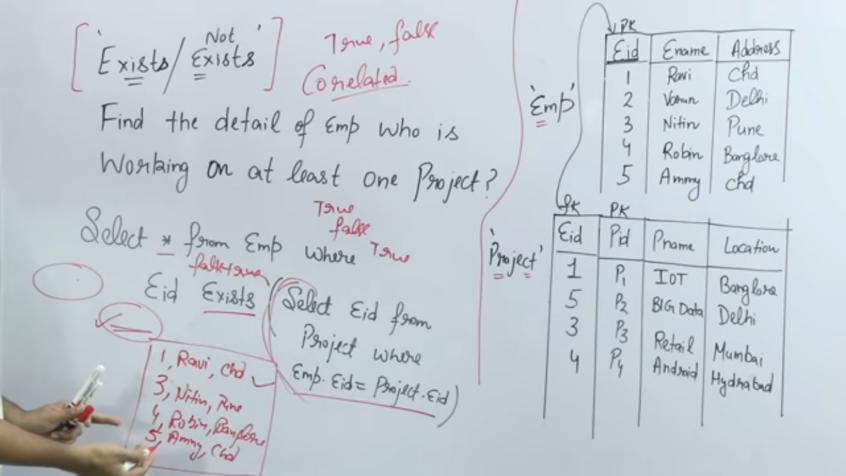 ['Exists / Not Exists']
True, false
Corelated
Find the detail of Emp who is
Working on at least one Project?
Select * from Emp where
True
false
True
false true
Eid Exists (Select Eid from
Project where
Emp.Eid = Project.Eid)
1, Ravi, Chd
3, Nitin, Pune
4, Robin, Banglore
5, Ammy, Chd
'Emp'
PK
Eid Ename Address
1 Ravi Chd
2 Varun Delhi
3 Nitin Pune
4 Robin Banglore
5 Ammy Chd
'Project'
fK PK
Eid Pid Pname Location
1 P1 IOT Banglore
5 P2 BIG Data Delhi
3 P3 Retail Mumbai
4 P4 Android Hydrabad